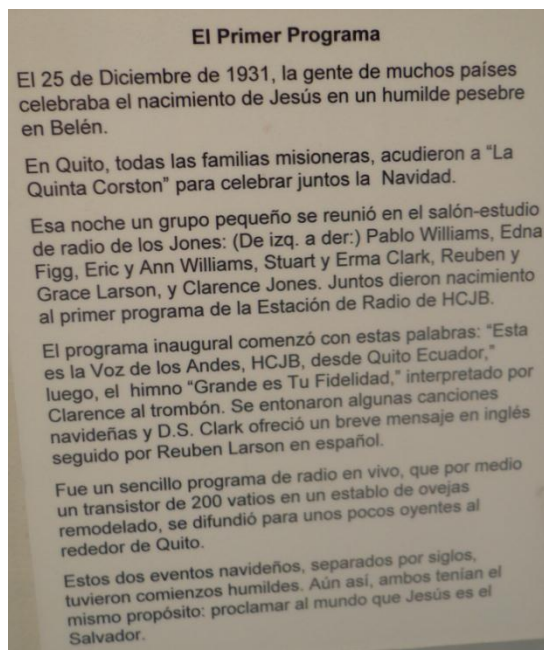 El Primer Programa
El 25 de Diciembre de 1931, la gente de muchos países
celebraba el nacimiento de Jesús en un humilde pesebre
en Belén.
En Quito, todas las familias misioneras, acudieron a “La
Quinta Corston” para celebrar juntos la Navidad.
Esa noche un grupo pequeño se reunió en el salón-estudio
de radio de los Jones: (De izq. a der:) Pablo Williams, Edna
Figg, Eric y Ann Williams, Stuart y Erma Clark, Reuben y
Grace Larson, y Clarence Jones. Juntos dieron nacimiento
al primer programa de la Estación de Radio de HCJB.
El programa inaugural comenzó con estas palabras: “Esta
es la Voz de los Andes, HCJB, desde Quito Ecuador,”
luego, el himno “Grande es Tu Fidelidad,” interpretado por
Clarence al trombón. Se entonaron algunas canciones
navideñas y D.S. Clark ofreció un breve mensaje en inglés
seguido por Reuben Larson en español.
Fue un sencillo programa de radio en vivo, que por medio
un transistor de 200 vatios en un establo de ovejas
remodelado, se difundió para unos pocos oyentes al
rededor de Quito.
Estos dos eventos navideños, separados por siglos,
tuvieron comienzos humildes. Aún así, ambos tenían el
mismo propósito: proclamar al mundo que Jesús es el
Salvador.